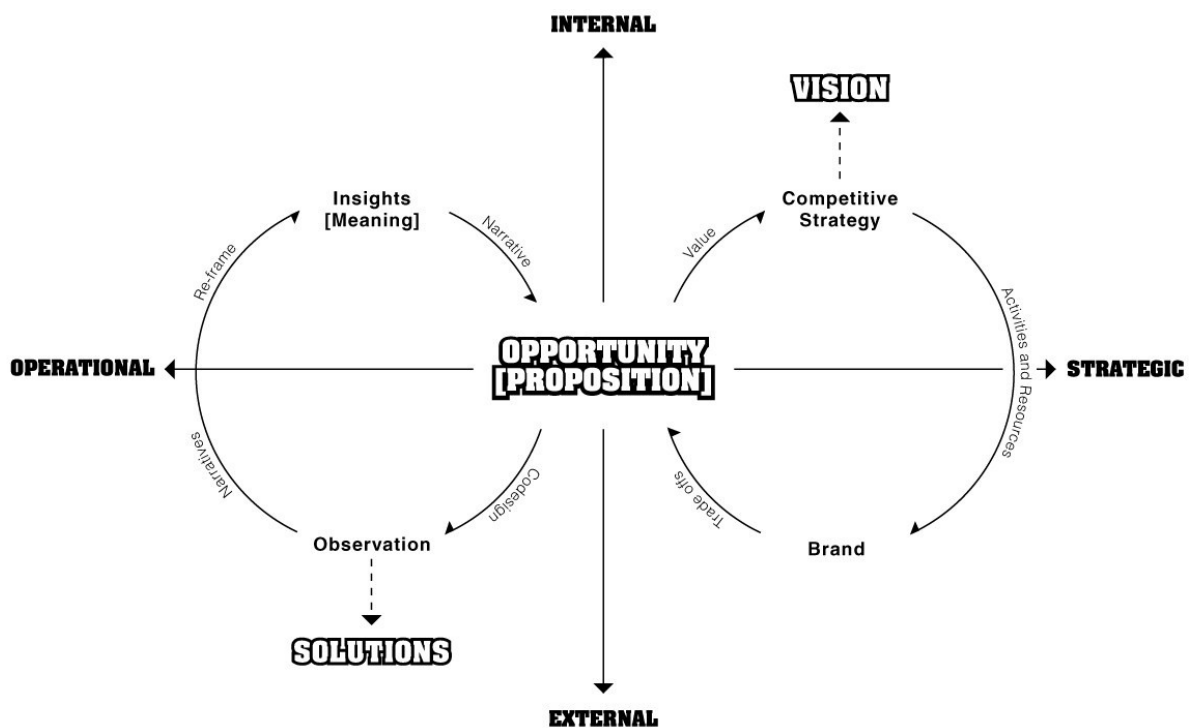 INTERNAL
VISION
Insights
[Meaning]
Competitive
Strategy
Narrative
Value
Re-frame
OPPORTUNITY
[PROPOSITION]
OPERATIONAL
STRATEGIC
Activities and Resources
Narratives
Codesign
Trade offs
Observation
Brand
SOLUTIONS
EXTERNAL